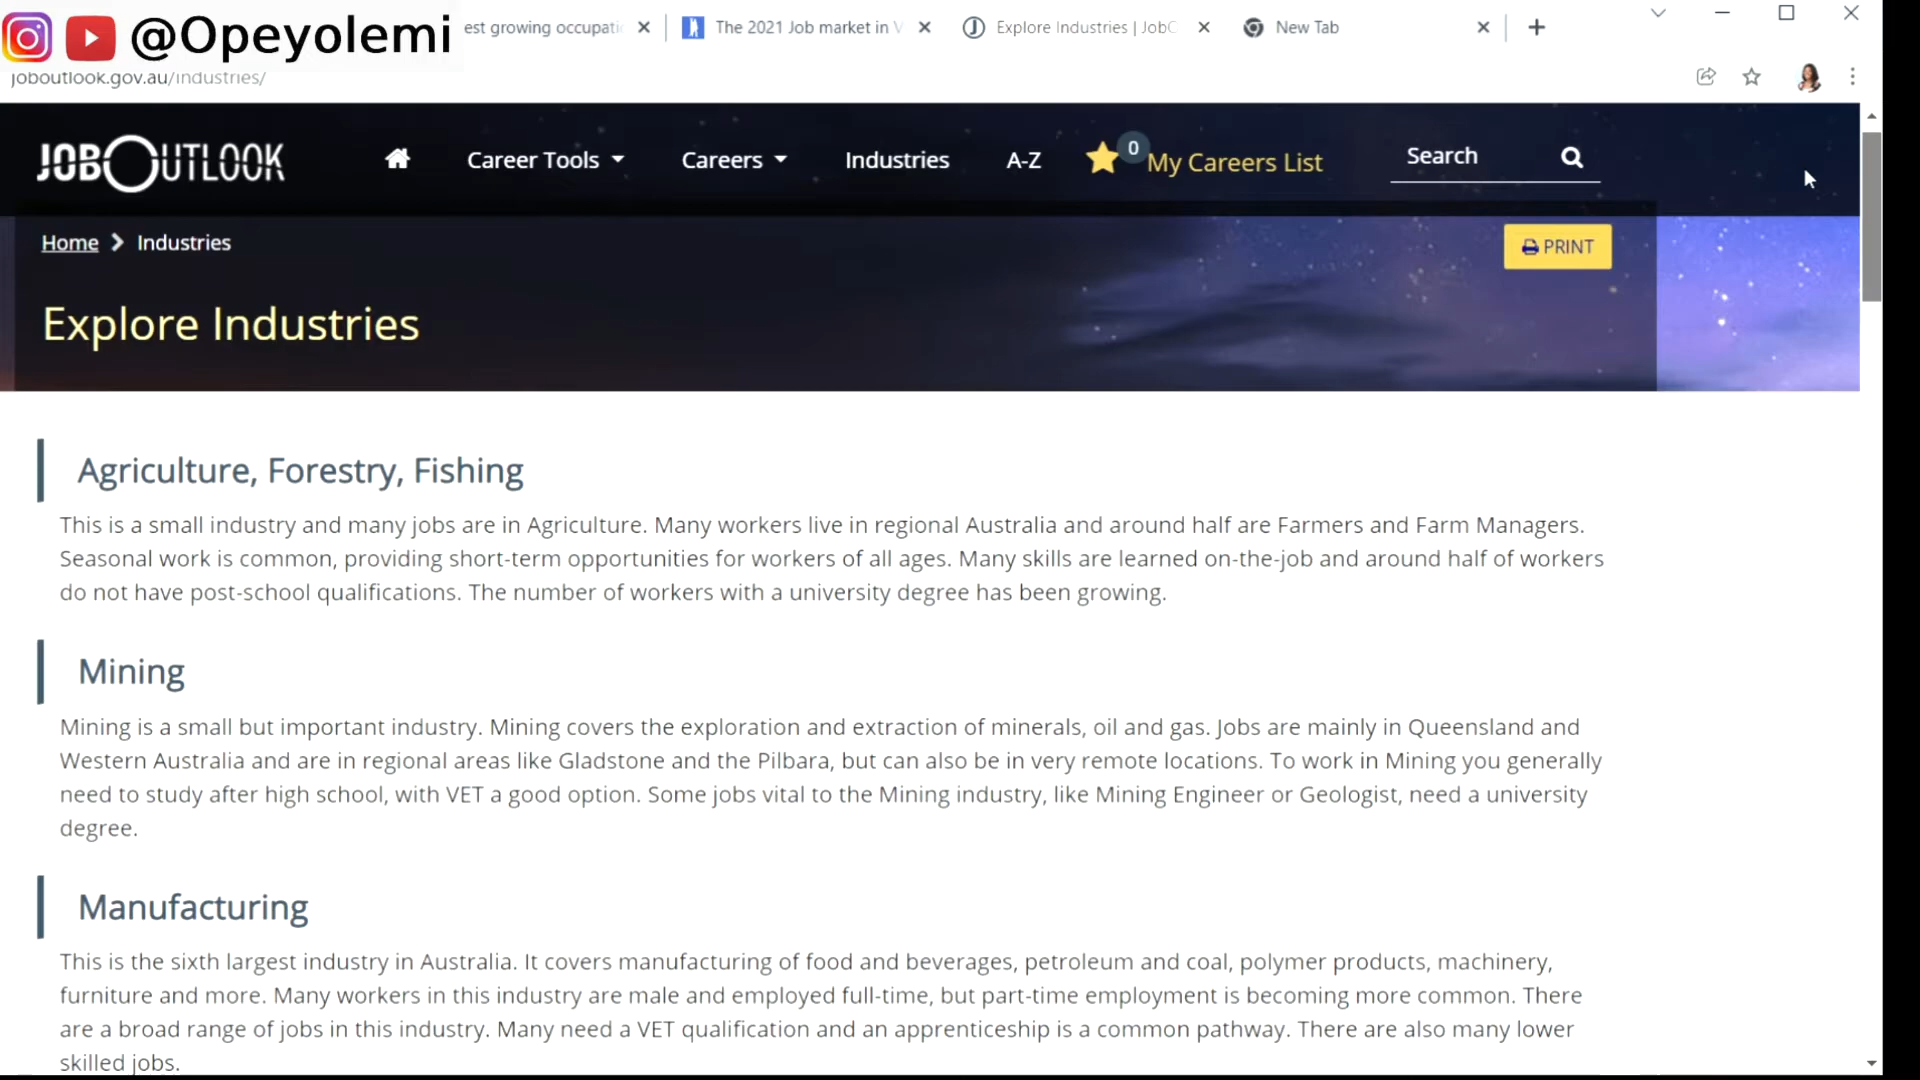 @Opeyolemi
est growing occupati
The 2021 Job market in V
Explore Industries | JobO
New Tab
joboutlook.gov.au/industries/
JOBOUTLOOK
Career Tools
Careers
Industries
A-Z
0
My Careers List
Search
Home
Industries
PRINT
Explore Industries
Agriculture, Forestry, Fishing
This is a small industry and many jobs are in Agriculture. Many workers live in regional Australia and around half are Farmers and Farm Managers.
Seasonal work is common, providing short-term opportunities for workers of all ages. Many skills are learned on-the-job and around half of workers
do not have post-school qualifications. The number of workers with a university degree has been growing.
Mining
Mining is a small but important industry. Mining covers the exploration and extraction of minerals, oil and gas. Jobs are mainly in Queensland and
Western Australia and are in regional areas like Gladstone and the Pilbara, but can also be in very remote locations. To work in Mining you generally
need to study after high school, with VET a good option. Some jobs vital to the Mining industry, like Mining Engineer or Geologist, need a university
degree.
Manufacturing
This is the sixth largest industry in Australia. It covers manufacturing of food and beverages, petroleum and coal, polymer products, machinery,
furniture and more. Many workers in this industry are male and employed full-time, but part-time employment is becoming more common. There
are a broad range of jobs in this industry. Many need a VET qualification and an apprenticeship is a common pathway. There are also many lower
skilled jobs.